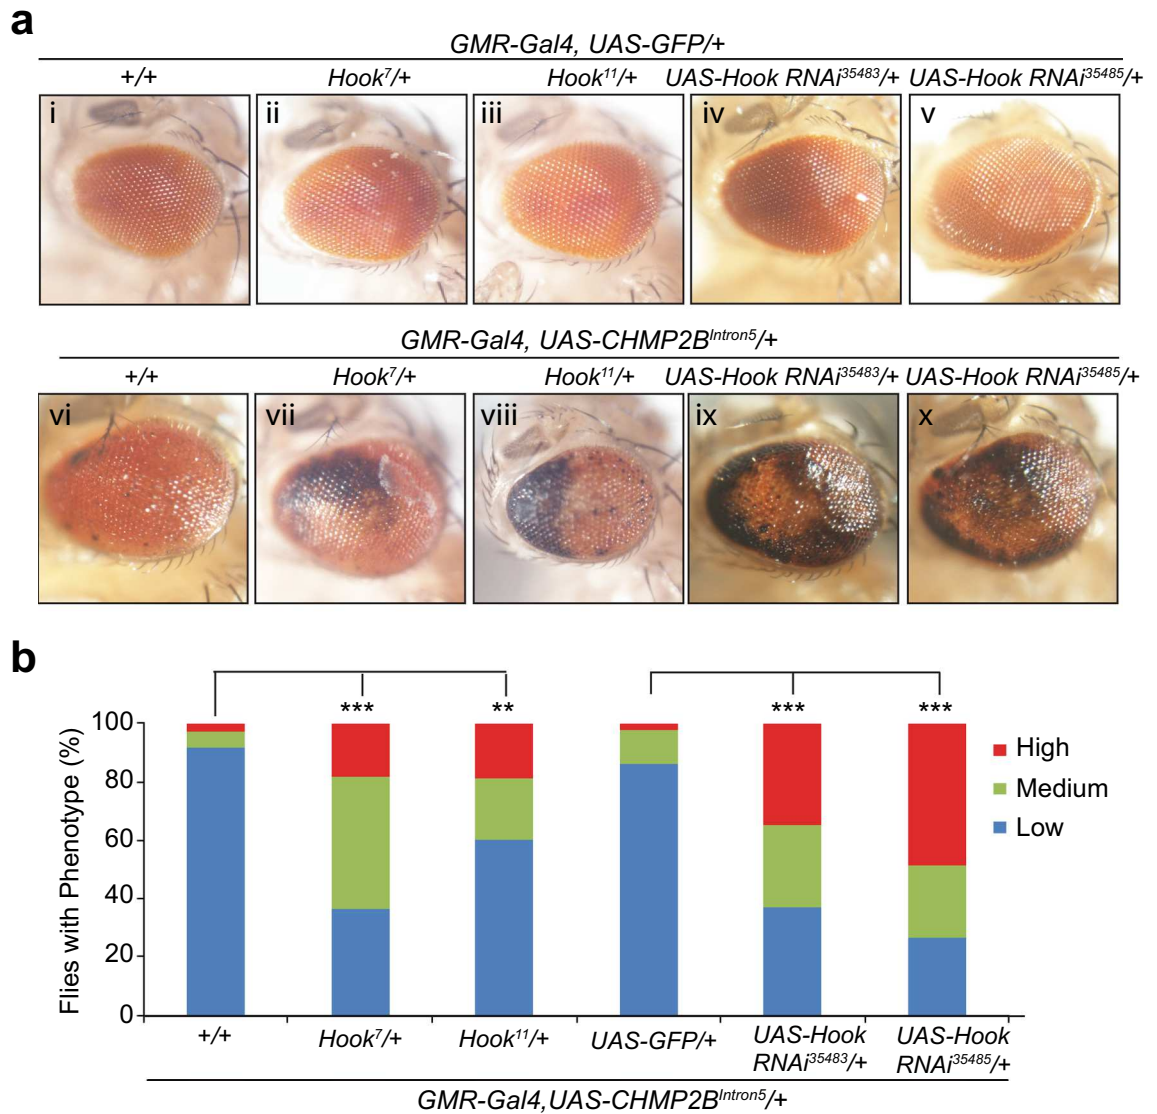 a
GMR-Gal4, UAS-GFP/+
+/+ Hook7/+ Hook11/+ UAS-Hook RNAi35483/+ UAS-Hook RNAi35485/+
i ii iii iv v
GMR-Gal4, UAS-CHMP2BIntron5/+
+/+ Hook7/+ Hook11/+ UAS-Hook RNAi35483/+ UAS-Hook RNAi35485/+
vi vii viii ix x
b
*** ** *** ***
Flies with Phenotype (%)
100
80
60
40
20
0
High
Medium
Low
+/+ Hook7/+ Hook11/+ UAS-GFP/+ UAS-Hook RNAi35483/+ UAS-Hook RNAi35485/+
GMR-Gal4,UAS-CHMP2BIntron5/+